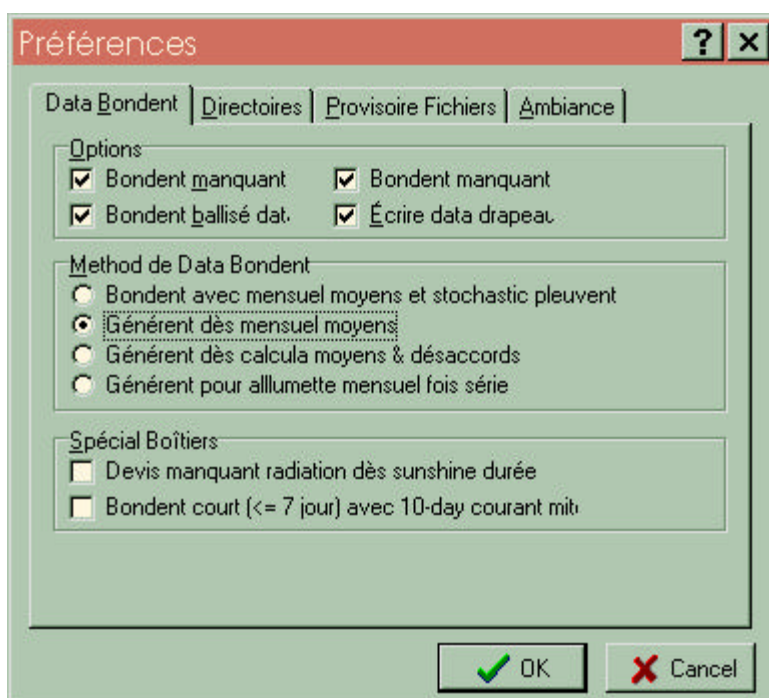 Préférences
Data Bondent Directoires Provisoire Fichiers Ambiance
Options
Bondent manquant Bondent manquant
Bondent ballisé dat Écrire data drapeau
Method de Data Bondent
Bondent avec mensuel moyens et stochastic pleuvent
Générent dès mensuel moyens
Générent dès calcula moyens & désaccords
Générent pour alllumette mensuel fois série
Spécial Boîtiers
Devis manquant radiation dès sunshine durée
Bondent court (<= 7 jour) avec 10-day courant mit
OK Cancel